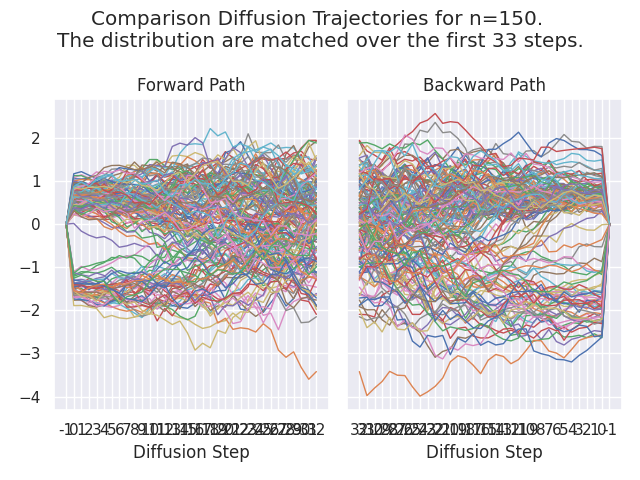 Comparison Diffusion Trajectories for n=150.
The distribution are matched over the first 33 steps.
Forward Path
Backward Path
2
1
0
−1
−2
−3
−4
Diffusion Step
Diffusion Step